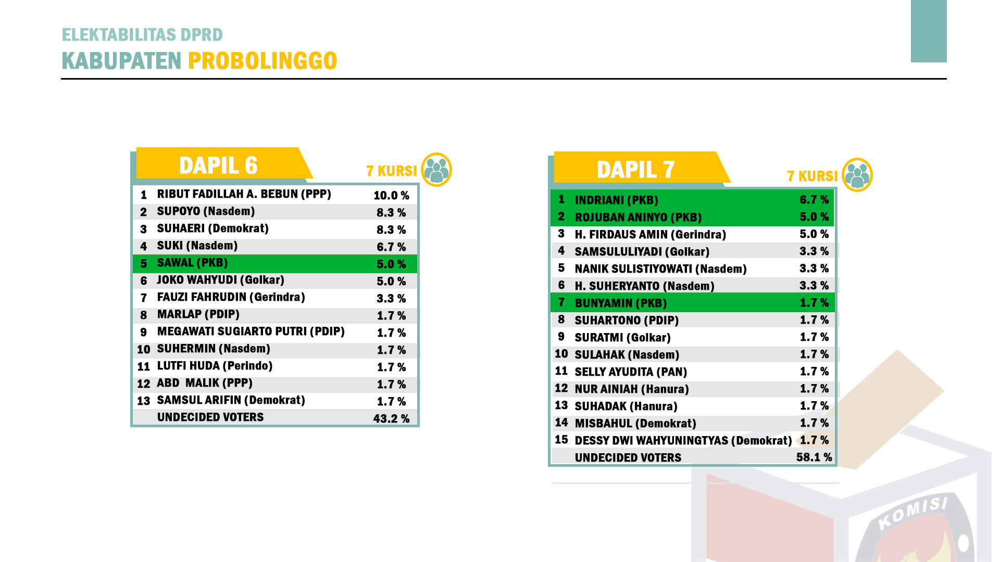 ELEKTABILITAS DPRD
KABUPATEN PROBOLINGGO
DAPIL 6
7 KURSI
1 RIBUT FADILLAH A. BEBUN (PPP) 10.0 %
2 SUPOYO (Nasdem) 8.3 %
3 SUHAERI (Demokrat) 8.3 %
4 SUKI (Nasdem) 6.7 %
5 SAWAL (PKB) 5.0 %
6 JOKO WAHYUDI (Golkar) 5.0 %
7 FAUZI FAHRUDIN (Gerindra) 3.3 %
8 MARLAP (PDIP) 1.7 %
9 MEGAWATI SUGIARTO PUTRI (PDIP) 1.7 %
10 SUHERMIN (Nasdem) 1.7 %
11 LUTFI HUDA (Perindo) 1.7 %
12 ABD MALIK (PPP) 1.7 %
13 SAMSUL ARIFIN (Demokrat) 1.7 %
UNDECIDED VOTERS 43.2 %
DAPIL 7
7 KURSI
1 INDRIANI (PKB) 6.7 %
2 ROJUBAN ANINYO (PKB) 5.0 %
3 H. FIRDAUS AMIN (Gerindra) 5.0 %
4 SAMSULULIYADI (Golkar) 3.3 %
5 NANIK SULISTIYOWATI (Nasdem) 3.3 %
6 H. SUHERYANTO (Nasdem) 3.3 %
7 BUNYAMIN (PKB) 1.7 %
8 SUHARTONO (PDIP) 1.7 %
9 SURATMI (Golkar) 1.7 %
10 SULAHAK (Nasdem) 1.7 %
11 SELLY AYUDITA (PAN) 1.7 %
12 NUR AINIAH (Hanura) 1.7 %
13 SUHADAK (Hanura) 1.7 %
14 MISBAHUL (Demokrat) 1.7 %
15 DESSY DWI WAHYUNINGTYAS (Demokrat) 1.7 %
UNDECIDED VOTERS 58.1 %
KOMISI